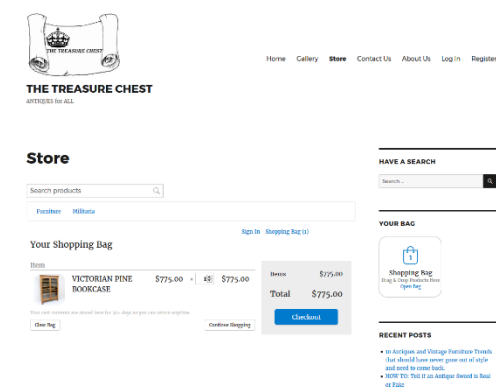 THE TREASURE CHEST
Home Gallery Store Contact Us About Us Log In Register
THE TREASURE CHEST
ANTIQUES for ALL
Store
Search products
Furniture Militaria
Sign In Shopping Bag (1)
Your Shopping Bag
Item
VICTORIAN PINE
BOOKCASE
$775.00
$775.00
Items $775.00
Total $775.00
Checkout
Clear Bag
Continue Shopping
HAVE A SEARCH
Search …
YOUR BAG
1
Shopping Bag
Drag & Drop Products Here
Open Bag
RECENT POSTS
10 Antiques and Vintage Furniture Trends
that should have never gone out of style
and need to come back.
HOW TO: Tell if an Antique Sword is Real
or Fake